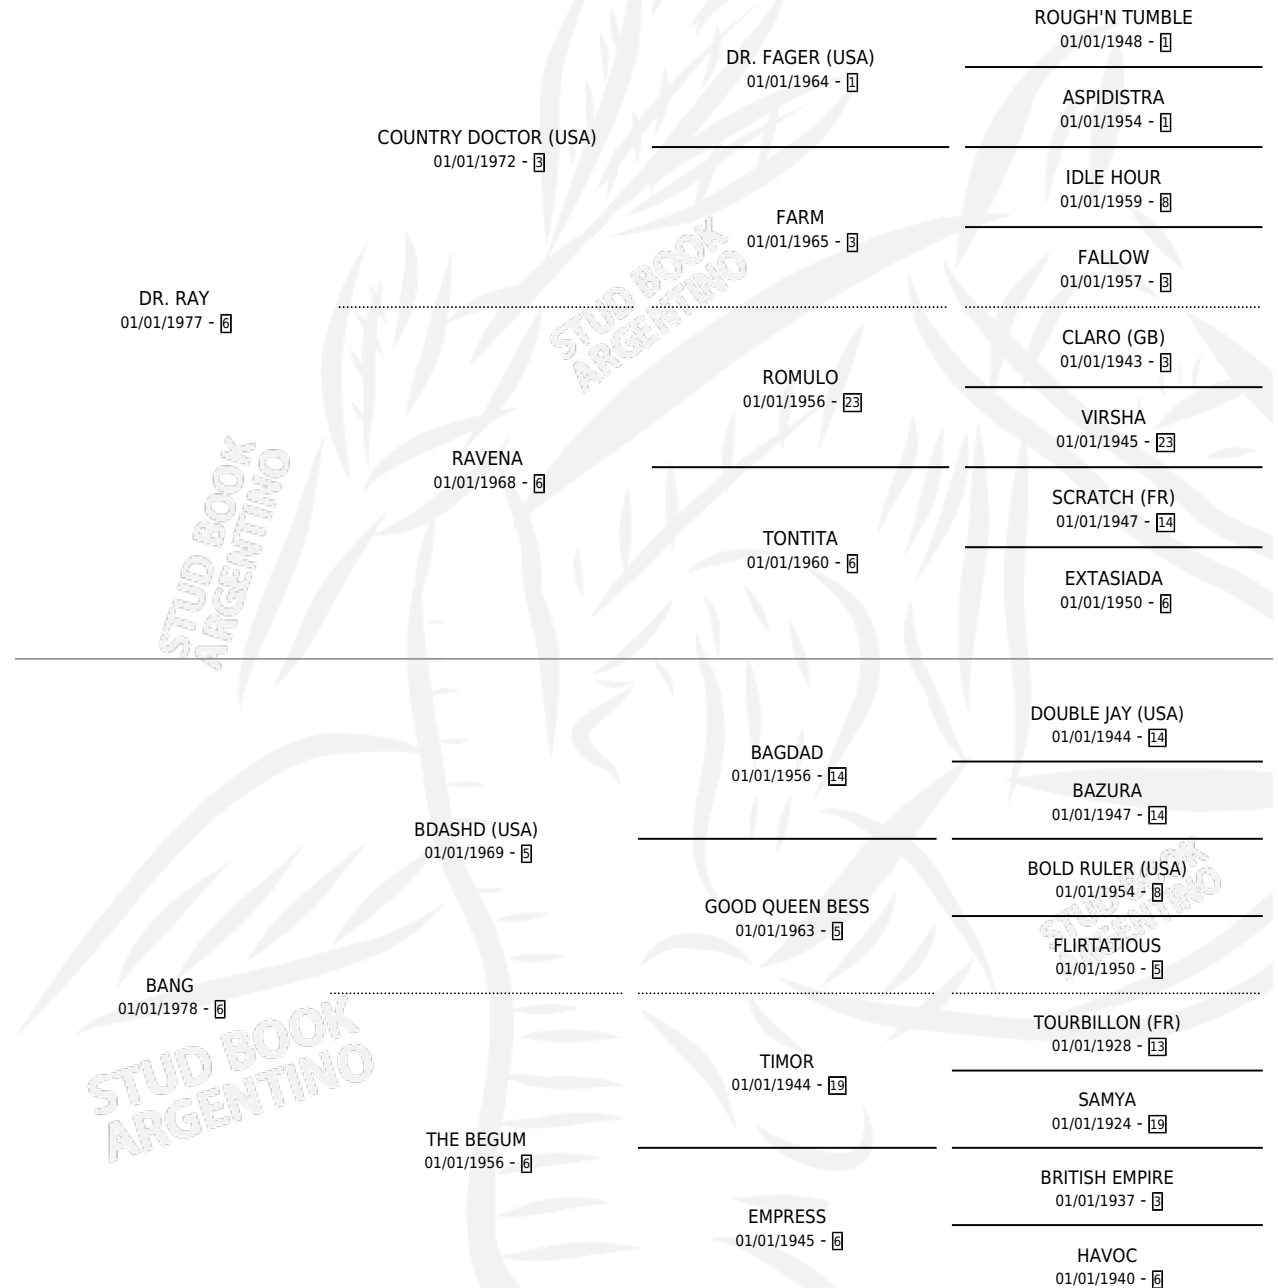 ROUGH'N TUMBLE
01/01/1948 - 1
DR. FAGER (USA)
01/01/1964 - 1
ASPIDISTRA
01/01/1954 - 1
COUNTRY DOCTOR (USA)
01/01/1972 - 3
IDLE HOUR
01/01/1959 - 8
FARM
01/01/1965 - 3
FALLOW
01/01/1957 - 3
DR. RAY
01/01/1977 - 6
CLARO (GB)
01/01/1943 - 3
ROMULO
01/01/1956 - 23
VIRSHA
01/01/1945 - 23
RAVENA
01/01/1968 - 6
SCRATCH (FR)
01/01/1947 - 14
TONTITA
01/01/1960 - 6
EXTASIADA
01/01/1950 - 6
DOUBLE JAY (USA)
01/01/1944 - 14
BAGDAD
01/01/1956 - 14
BAZURA
01/01/1947 - 14
BDASHD (USA)
01/01/1969 - 5
BOLD RULER (USA)
01/01/1954 - 8
GOOD QUEEN BESS
01/01/1963 - 5
FLIRTATIOUS
01/01/1950 - 5
BANG
01/01/1978 - 6
TOURBILLON (FR)
01/01/1928 - 13
TIMOR
01/01/1944 - 19
SAMYA
01/01/1924 - 19
THE BEGUM
01/01/1956 - 6
BRITISH EMPIRE
01/01/1937 - 3
EMPRESS
01/01/1945 - 6
HAVOC
01/01/1940 - 6
STUD BOOK
ARGENTINO
STUD BOOK
ARGENTINO
STUD BOOK
ARGENTINO
STUD BOOK
ARGENTINO